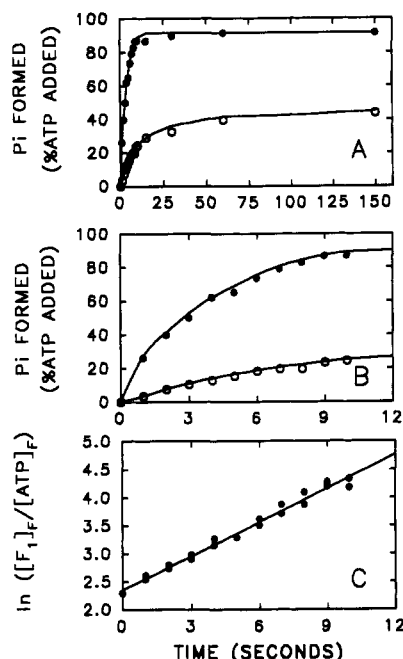 Pi FORMED
(%ATP ADDED)
100
80
60
40
20
0
A
0 25 50 75 100 125 150
Pi FORMED
(%ATP ADDED)
100
80
60
40
20
0
B
0 3 6 9 12
ln ([F₁]F/[ATP]F)
5.0
4.5
4.0
3.5
3.0
2.5
2.0
C
0 3 6 9 12
TIME (SECONDS)